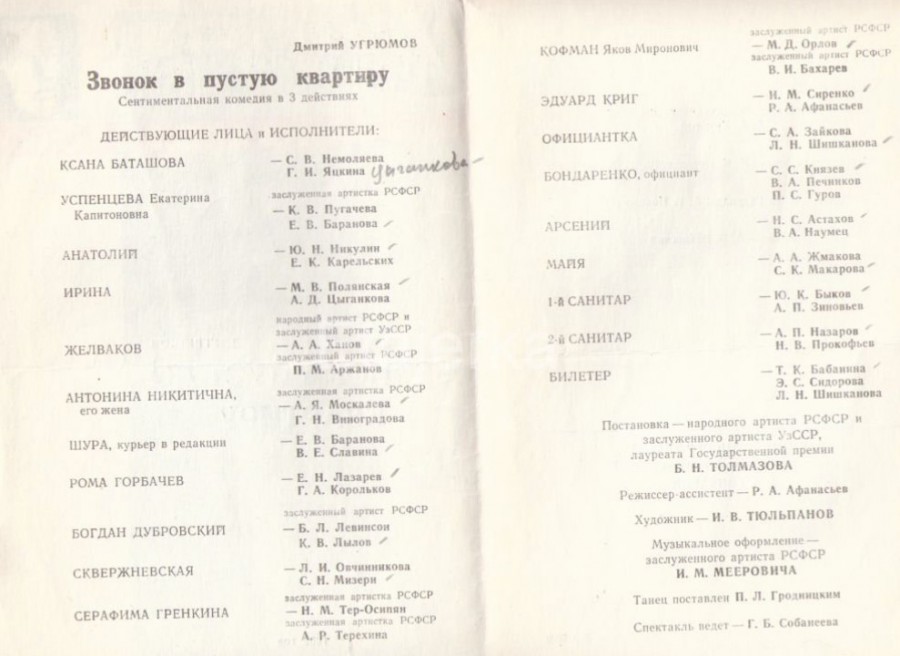 Дмитрий УГРЮМОВ
Звонок в пустую квартиру
Сентиментальная комедия в 3 действиях
ДЕЙСТВУЮЩИЕ ЛИЦА и ИСПОЛНИТЕЛИ:
КСАНА БАТАШОВА — С. В. Немоляева
Г. И. Яцкина Цыганкова
заслуженная артистка РСФСР
УСПЕНЦЕВА Екатерина — К. В. Пугачева
Капитоновна Е. В. Баранова
АНАТОЛИЙ — Ю. Н. Никулин
Е. К. Карельских
ИРИНА — М. В. Полянская
А. Д. Цыганкова
народный артист РСФСР и
заслуженный артист УзССР
ЖЕЛВАКОВ — А. А. Ханов
заслуженный артист РСФСР
П. М. Аржанов
заслуженная артистка РСФСР
АНТОНИНА НИКИТИЧНА, — А. Я. Москалева
его жена Г. Н. Виноградова
ШУРА, курьер в редакции — Е. В. Баранова
В. Е. Славина
РОМА ГОРБАЧЕВ — Е. Н. Лазарев
Г. А. Корольков
заслуженный артист РСФСР
БОГДАН ДУБРОВСКИЙ — Б. Л. Левинсон
К. В. Лылов
СКВЕРЖНЕВСКАЯ — Л. И. Овчинникова
С. Н. Мизери
заслуженная артистка РСФСР
СЕРАФИМА ГРЕНКИНА — Н. М. Тер-Осипян
заслуженная артистка РСФСР
А. Р. Терехина
заслуженный артист РСФСР
КОФМАН Яков Миронович — М. Д. Орлов
заслуженный артист РСФСР
В. И. Бахарев
ЭДУАРД КРИГ — И. М. Сиренко
Р. А. Афанасьев
ОФИЦИАНТКА — С. А. Зайкова
Л. Н. Шишканова
БОНДАРЕНКО, официант — С. С. Князев
В. А. Печников
П. С. Гуров
АРСЕНИЙ — Н. С. Астахов
В. А. Наумец
МАЙЯ — А. А. Жмакова
С. К. Макарова
1-й САНИТАР — Ю. К. Быков
А. П. Зиновьев
2-й САНИТАР — А. П. Назаров
Н. В. Прокофьев
БИЛЕТЕР — Т. К. Бабанина
Э. С. Сидорова
Л. Н. Шишканова
Постановка — народного артиста РСФСР и
заслуженного артиста УзССР,
лауреата Государственной премии
Б. Н. ТОЛМАЗОВА
Режиссер-ассистент — Р. А. Афанасьев
Художник — И. В. ТЮЛЬПАНОВ
Музыкальное оформление —
заслуженного артиста РСФСР
И. М. МЕЕРОВИЧА
Танец поставлен П. Л. Гродницким
Спектакль ведет — Г. Б. Собанеева